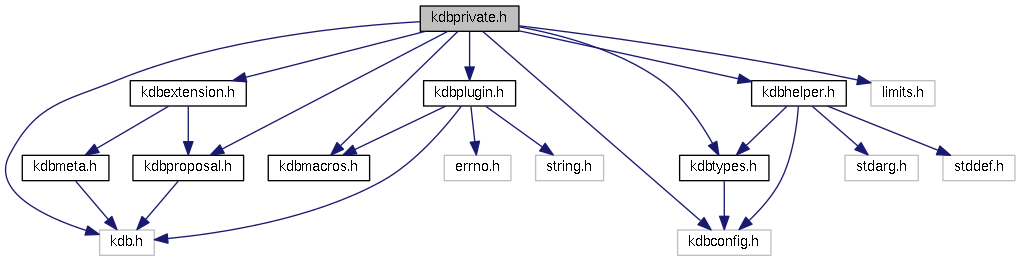 kdbprivate.h
kdbextension.h
kdbplugin.h
kdbhelper.h
limits.h
kdbmeta.h
kdbproposal.h
kdbmacros.h
errno.h
string.h
kdbtypes.h
stdarg.h
stddef.h
kdb.h
kdbconfig.h